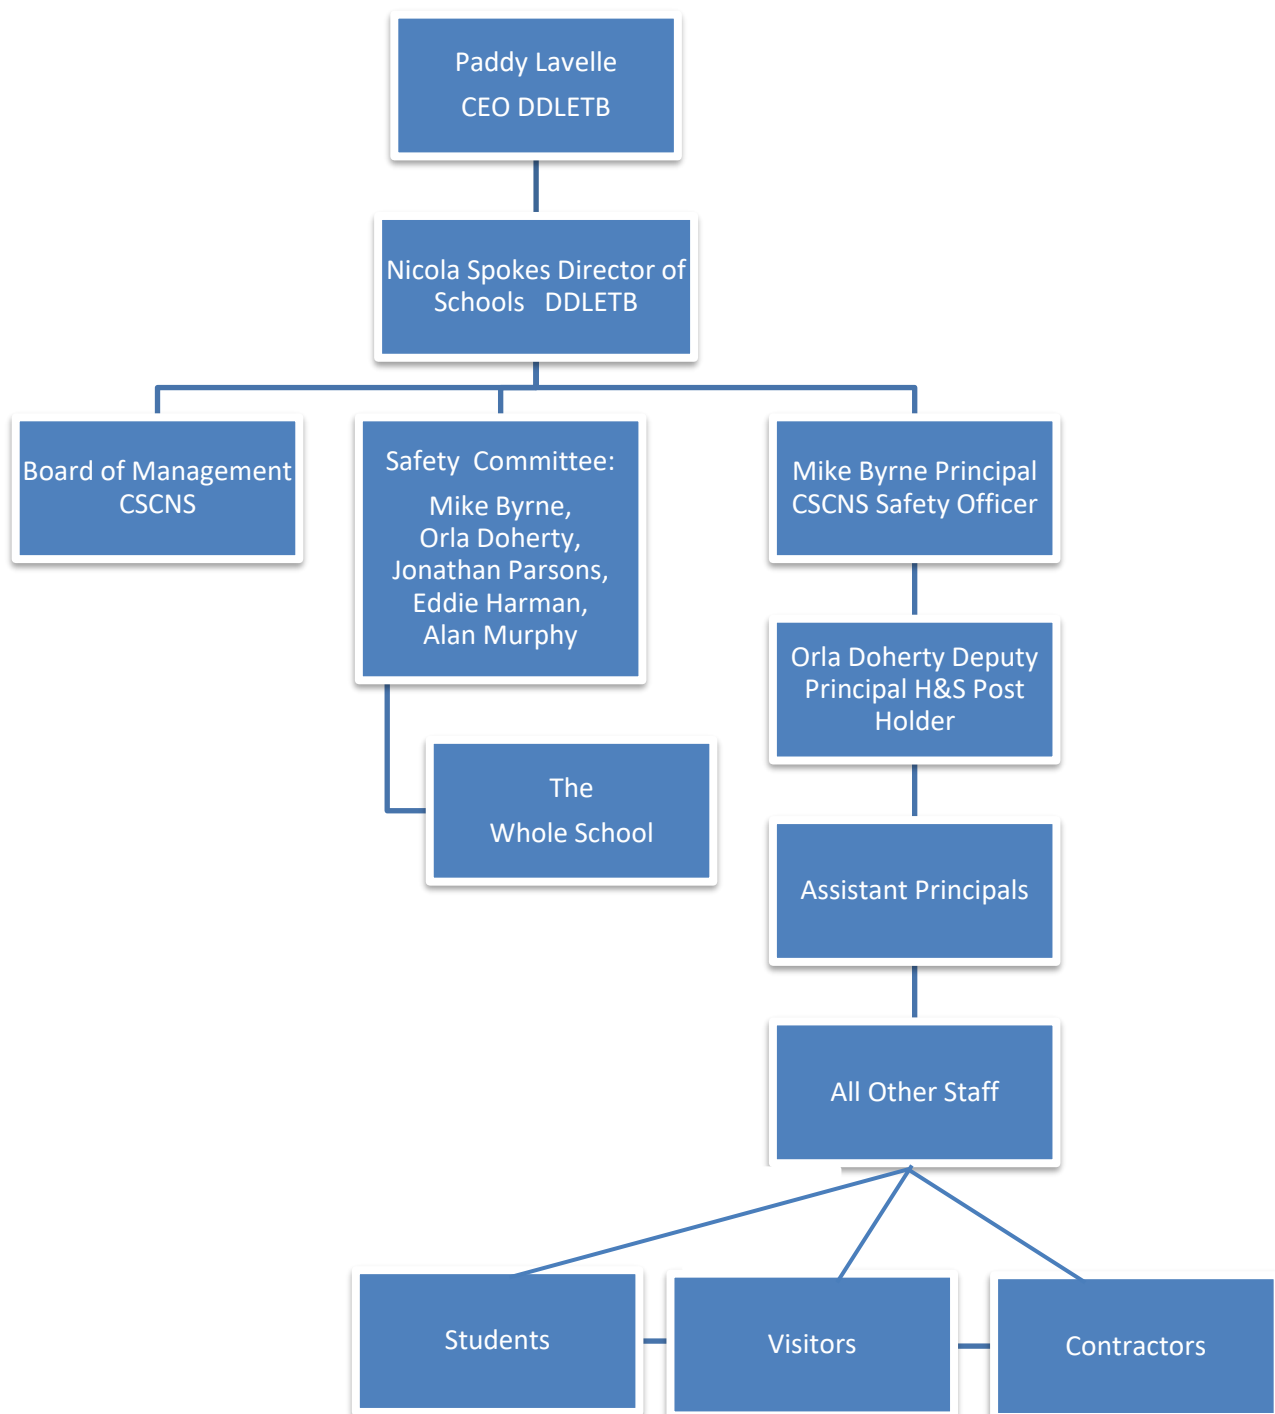 Paddy Lavelle
CEO DDLETB
Nicola Spokes Director of
Schools DDLETB
Board of Management
CSCNS
Safety Committee:
Mike Byrne,
Orla Doherty,
Jonathan Parsons,
Eddie Harman,
Alan Murphy
Mike Byrne Principal
CSCNS Safety Officer
Orla Doherty Deputy
Principal H&S Post
Holder
The
Whole School
Assistant Principals
All Other Staff
Students
Visitors
Contractors